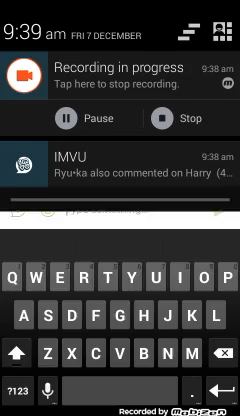 9:39 am FRI 7 DECEMBER
Recording in progress 9:38 am
Tap here to stop recording.
Pause Stop
IMVU 9:38 am
Ryu•ka also commented on Harry (4...
Q W E R T Y U I O P
A S D F G H J K L
Z X C V B N M
?123 .
Recorded by Mobizen